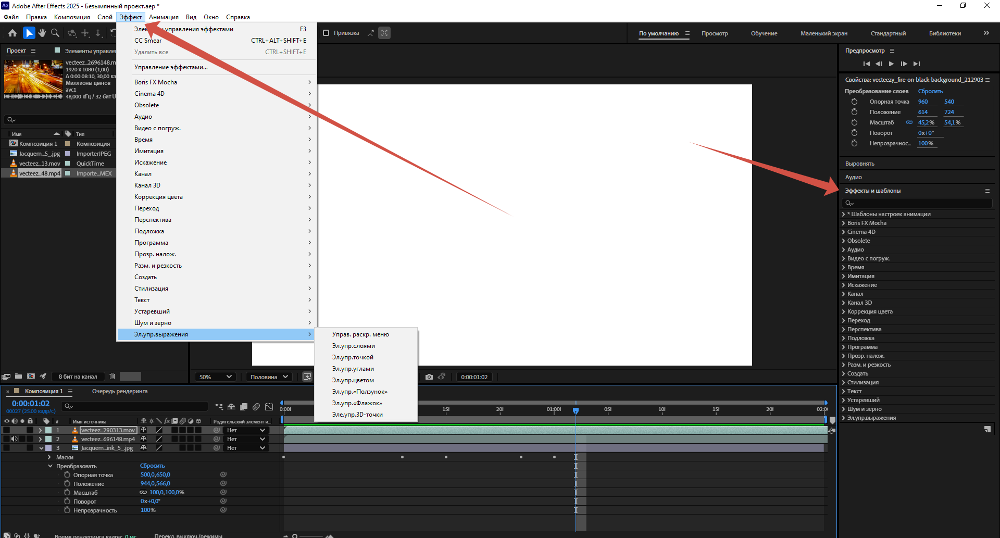 Adobe After Effects 2025 - Безымянный проект.aep *
Файл Правка Композиция Слой Эффект Анимация Вид Окно Справка
Привязка
По умолчанию Просмотр Обучение Маленький экран Стандартный Библиотеки
Проект Элементы управлен
vecteez...2696148.m
1920 x 1080 (1,00)
Δ 0:00:08:10, 30,00 ка
Миллионы цветов
avc1
48,000 кГц / 32 бит U
Имя Тип
Композиция 1 Композиция
Jacquem...5_.jpg ImporterJPEG
vecteez...13.mov QuickTime
vecteez...48.mp4 Importe...MEX
8 бит на канал
управления эффектами F3
CC Smear CTRL+ALT+SHIFT+E
Удалить все CTRL+SHIFT+E
Управление эффектами...
Boris FX Mocha
Cinema 4D
Obsolete
Аудио
Видео с погруж.
Время
Имитация
Искажение
Канал
Канал 3D
Коррекция цвета
Переход
Перспектива
Подложка
Программа
Прозр. налож.
Разм. и резкость
Создать
Стилизация
Текст
Устаревший
Шум и зерно
Эл.упр.выражения
Управ. раскр. меню
Эл.упр.слоями
Эл.упр.точкой
Эл.упр.углами
Эл.упр.цветом
Эл.упр.«Ползунок»
Эл.упр.«Флажок»
Эле.упр.3D-точки
50% Половина 0:00:01:02
Предпросмотр
Свойства: vecteezy_fire-on-black-background_212903
Преобразование слоев Сбросить
Опорная точка 960 540
Положение 614 724
Масштаб 45,2% 54,1%
Поворот 0x+0°
Непрозрачнос... 100%
Выровнять
Аудио
Эффекты и шаблоны
* Шаблоны настроек анимации
Boris FX Mocha
Cinema 4D
Obsolete
Аудио
Видео с погруж.
Время
Имитация
Искажение
Канал
Канал 3D
Коррекция цвета
Переход
Перспектива
Подложка
Программа
Прозр. налож.
Разм. и резкость
Создать
Стилизация
Текст
Устаревший
Шум и зерно
Эл.упр.выражения
Композиция 1 Очередь рендеринга
0:00:01:02
00027 (25.00 кадр/с)
:00f 15f 20f 01:00f 05f 10f 15f 20f 02:0
# Имя источника fx Родительский элемент и...
1 vecteez...290313.mov Нет
2 vecteez...696148.mp4 Нет
3 Jacquem...ink_5_.jpg Нет
Маски
Преобразовать Сбросить
Опорная точка 500,0,650,0
Положение 944,0,566,0
Масштаб 100,0,100,0%
Поворот 0x+0,0°
Непрозрачность 100%
Время рендеринга кадра: 0 мс Перекл. выключ./режимы